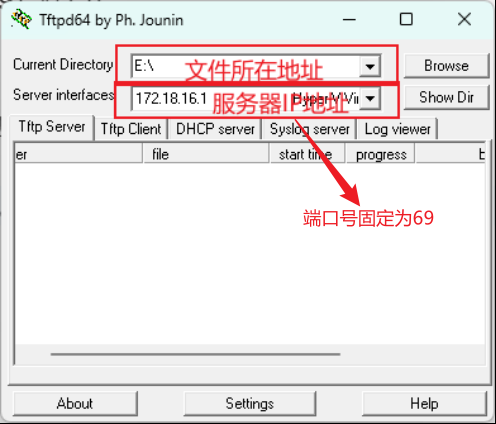 Tftpd64 by Ph. Jounin
Current Directory E:\ 文件所在地址 Browse
Server interfaces 172.18.16.1 服务器IP地址 Show Dir
Tftp Server Tftp Client DHCP server Syslog server Log viewer
er file start time progress
端口号固定为69
About Settings Help